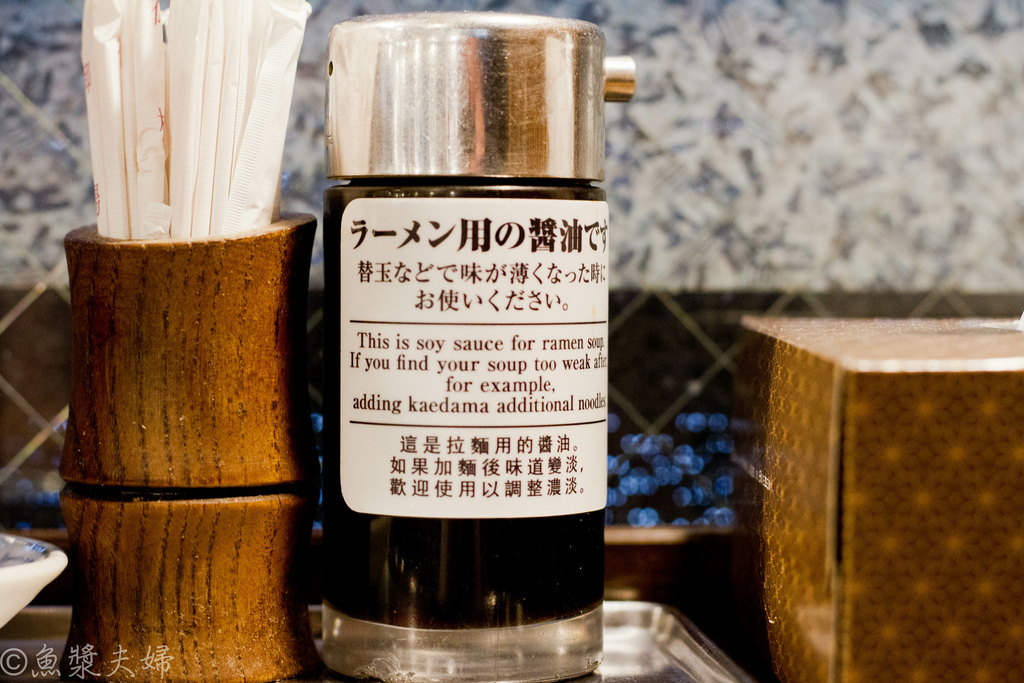 ラーメン用の醬油です
替玉などで味が薄くなった時に
お使いください。
This is soy sauce for ramen soup.
If you find your soup too weak after
for example,
adding kaedama additional noodles
這是拉麵用的醬油。
如果加麵後味道變淡,
歡迎使用以調整濃淡。
©魚漿夫婦